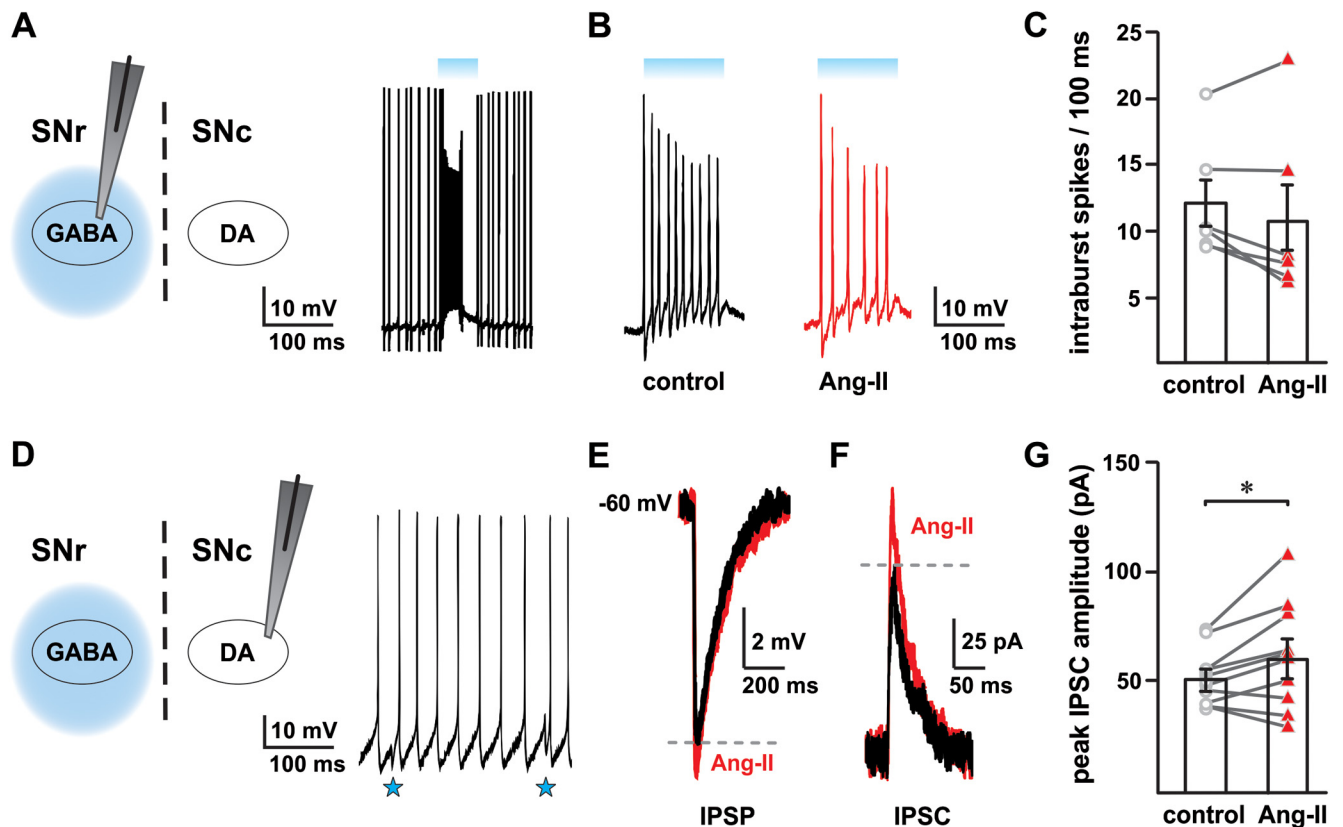 A
SNr
SNc
GABA
DA
10 mV
100 ms
B
control
Ang-II
10 mV
100 ms
C
intraburst spikes / 100 ms
25
20
15
10
5
control
Ang-II
D
SNr
SNc
GABA
DA
10 mV
100 ms
E
-60 mV
2 mV
200 ms
Ang-II
IPSP
F
Ang-II
25 pA
50 ms
IPSC
G
peak IPSC amplitude (pA)
150
100
50
*
control
Ang-II